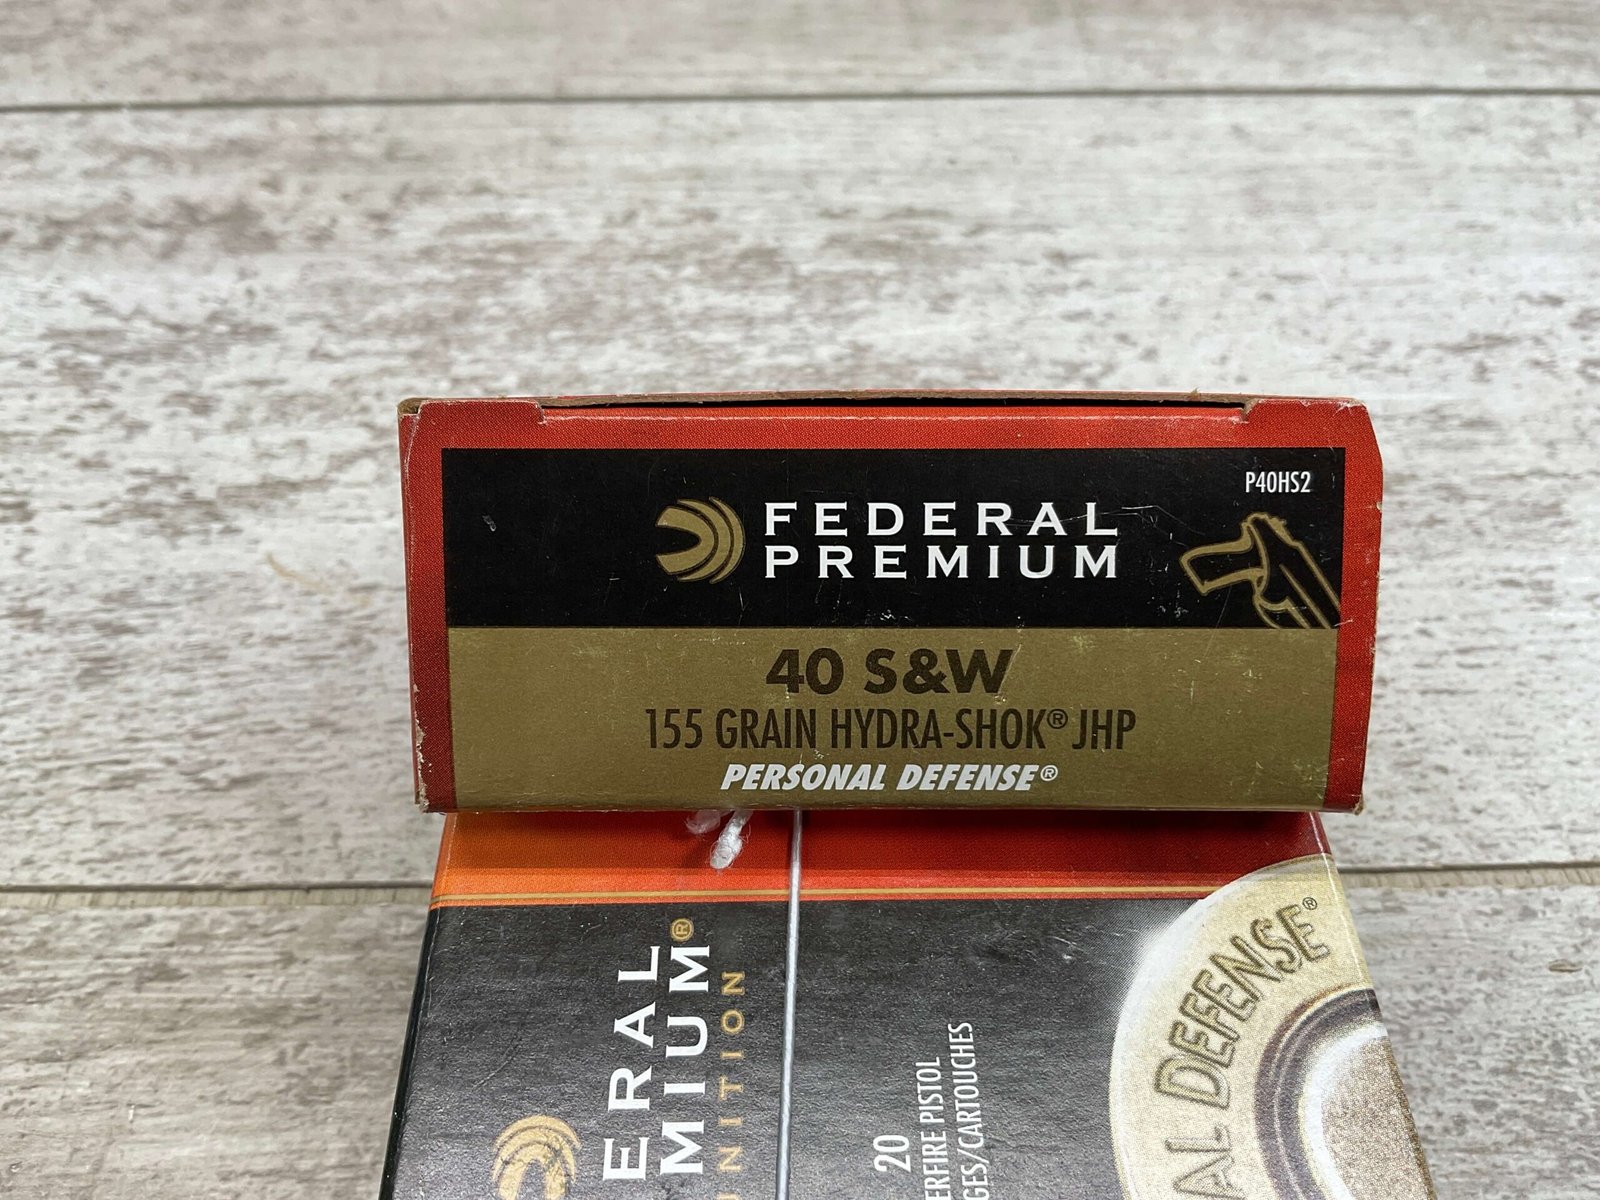 P40HS2
FEDERAL
PREMIUM
40 S&W
155 GRAIN HYDRA-SHOK® JHP
PERSONAL DEFENSE®
ERAL
MIUM®
NITION
20
ERFIRE PISTOL
GES/CARTOUCHES
AL DEFENSE®